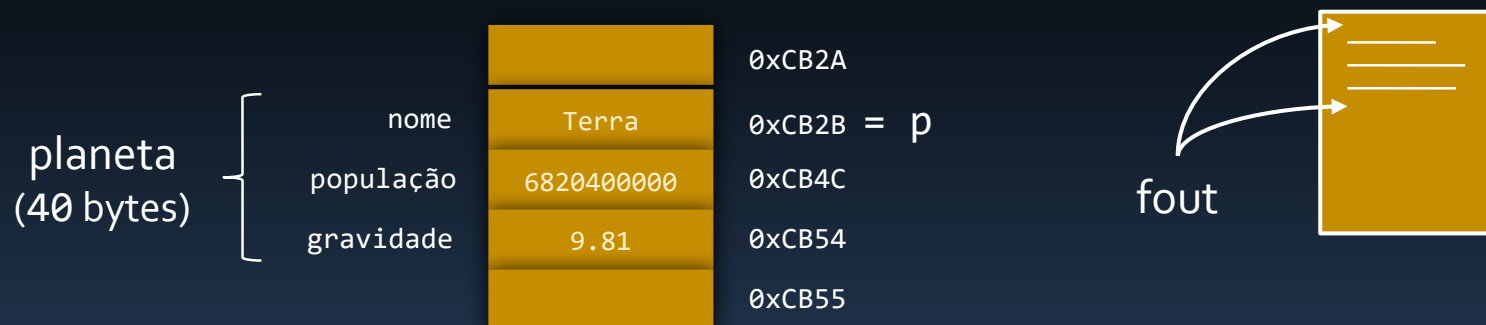 0xCB2A
nome Terra 0xCB2B = p
planeta
(40 bytes)
população 6820400000 0xCB4C
gravidade 9.81 0xCB54
0xCB55
fout